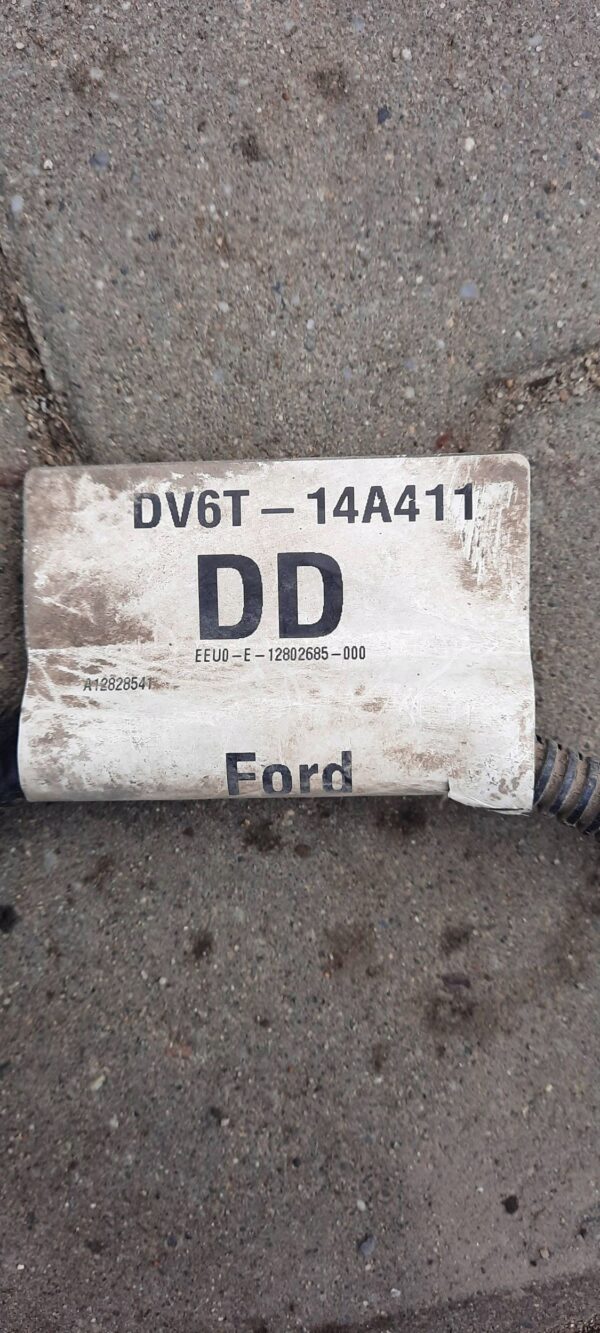 DV6T – 14A411
DD
EEU0-E-12802685-000
A12828541
Ford